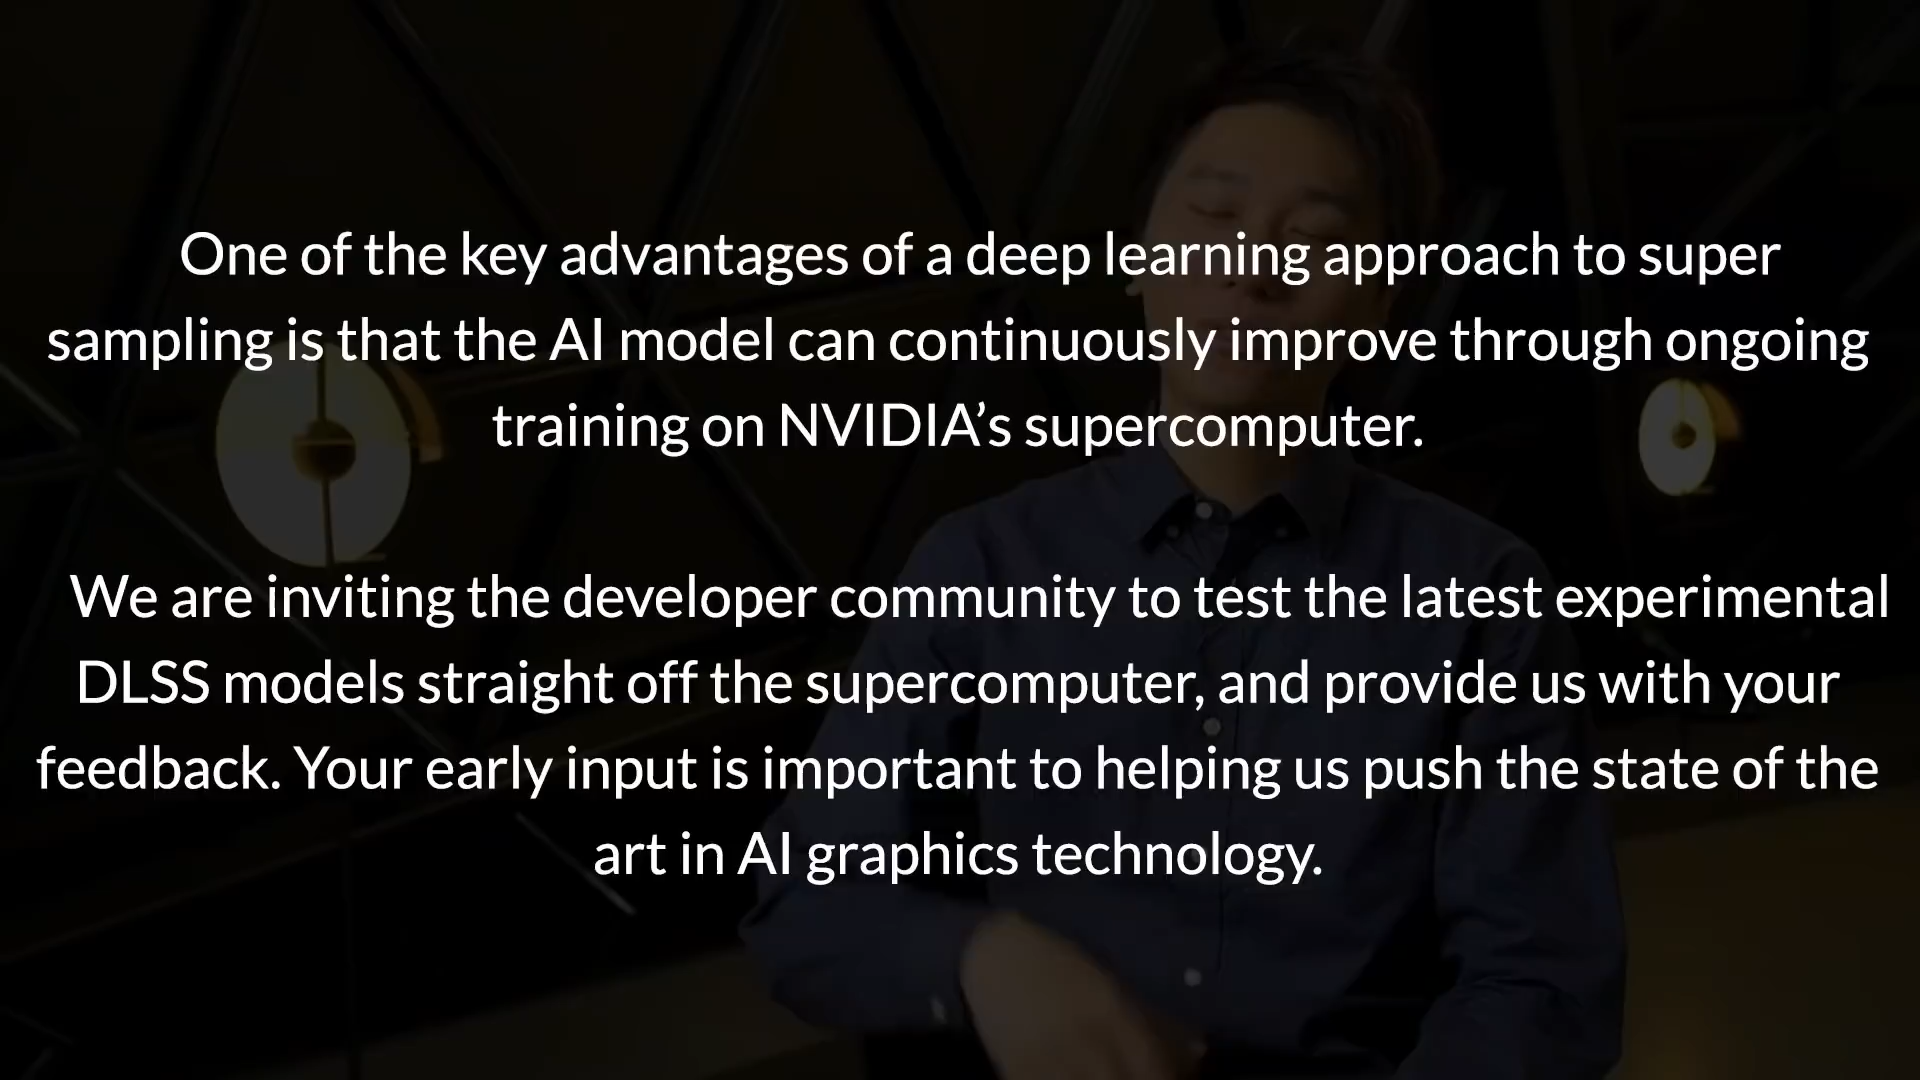 One of the key advantages of a deep learning approach to super
sampling is that the AI model can continuously improve through ongoing
training on NVIDIA’s supercomputer.
We are inviting the developer community to test the latest experimental
DLSS models straight off the supercomputer, and provide us with your
feedback. Your early input is important to helping us push the state of the
art in AI graphics technology.